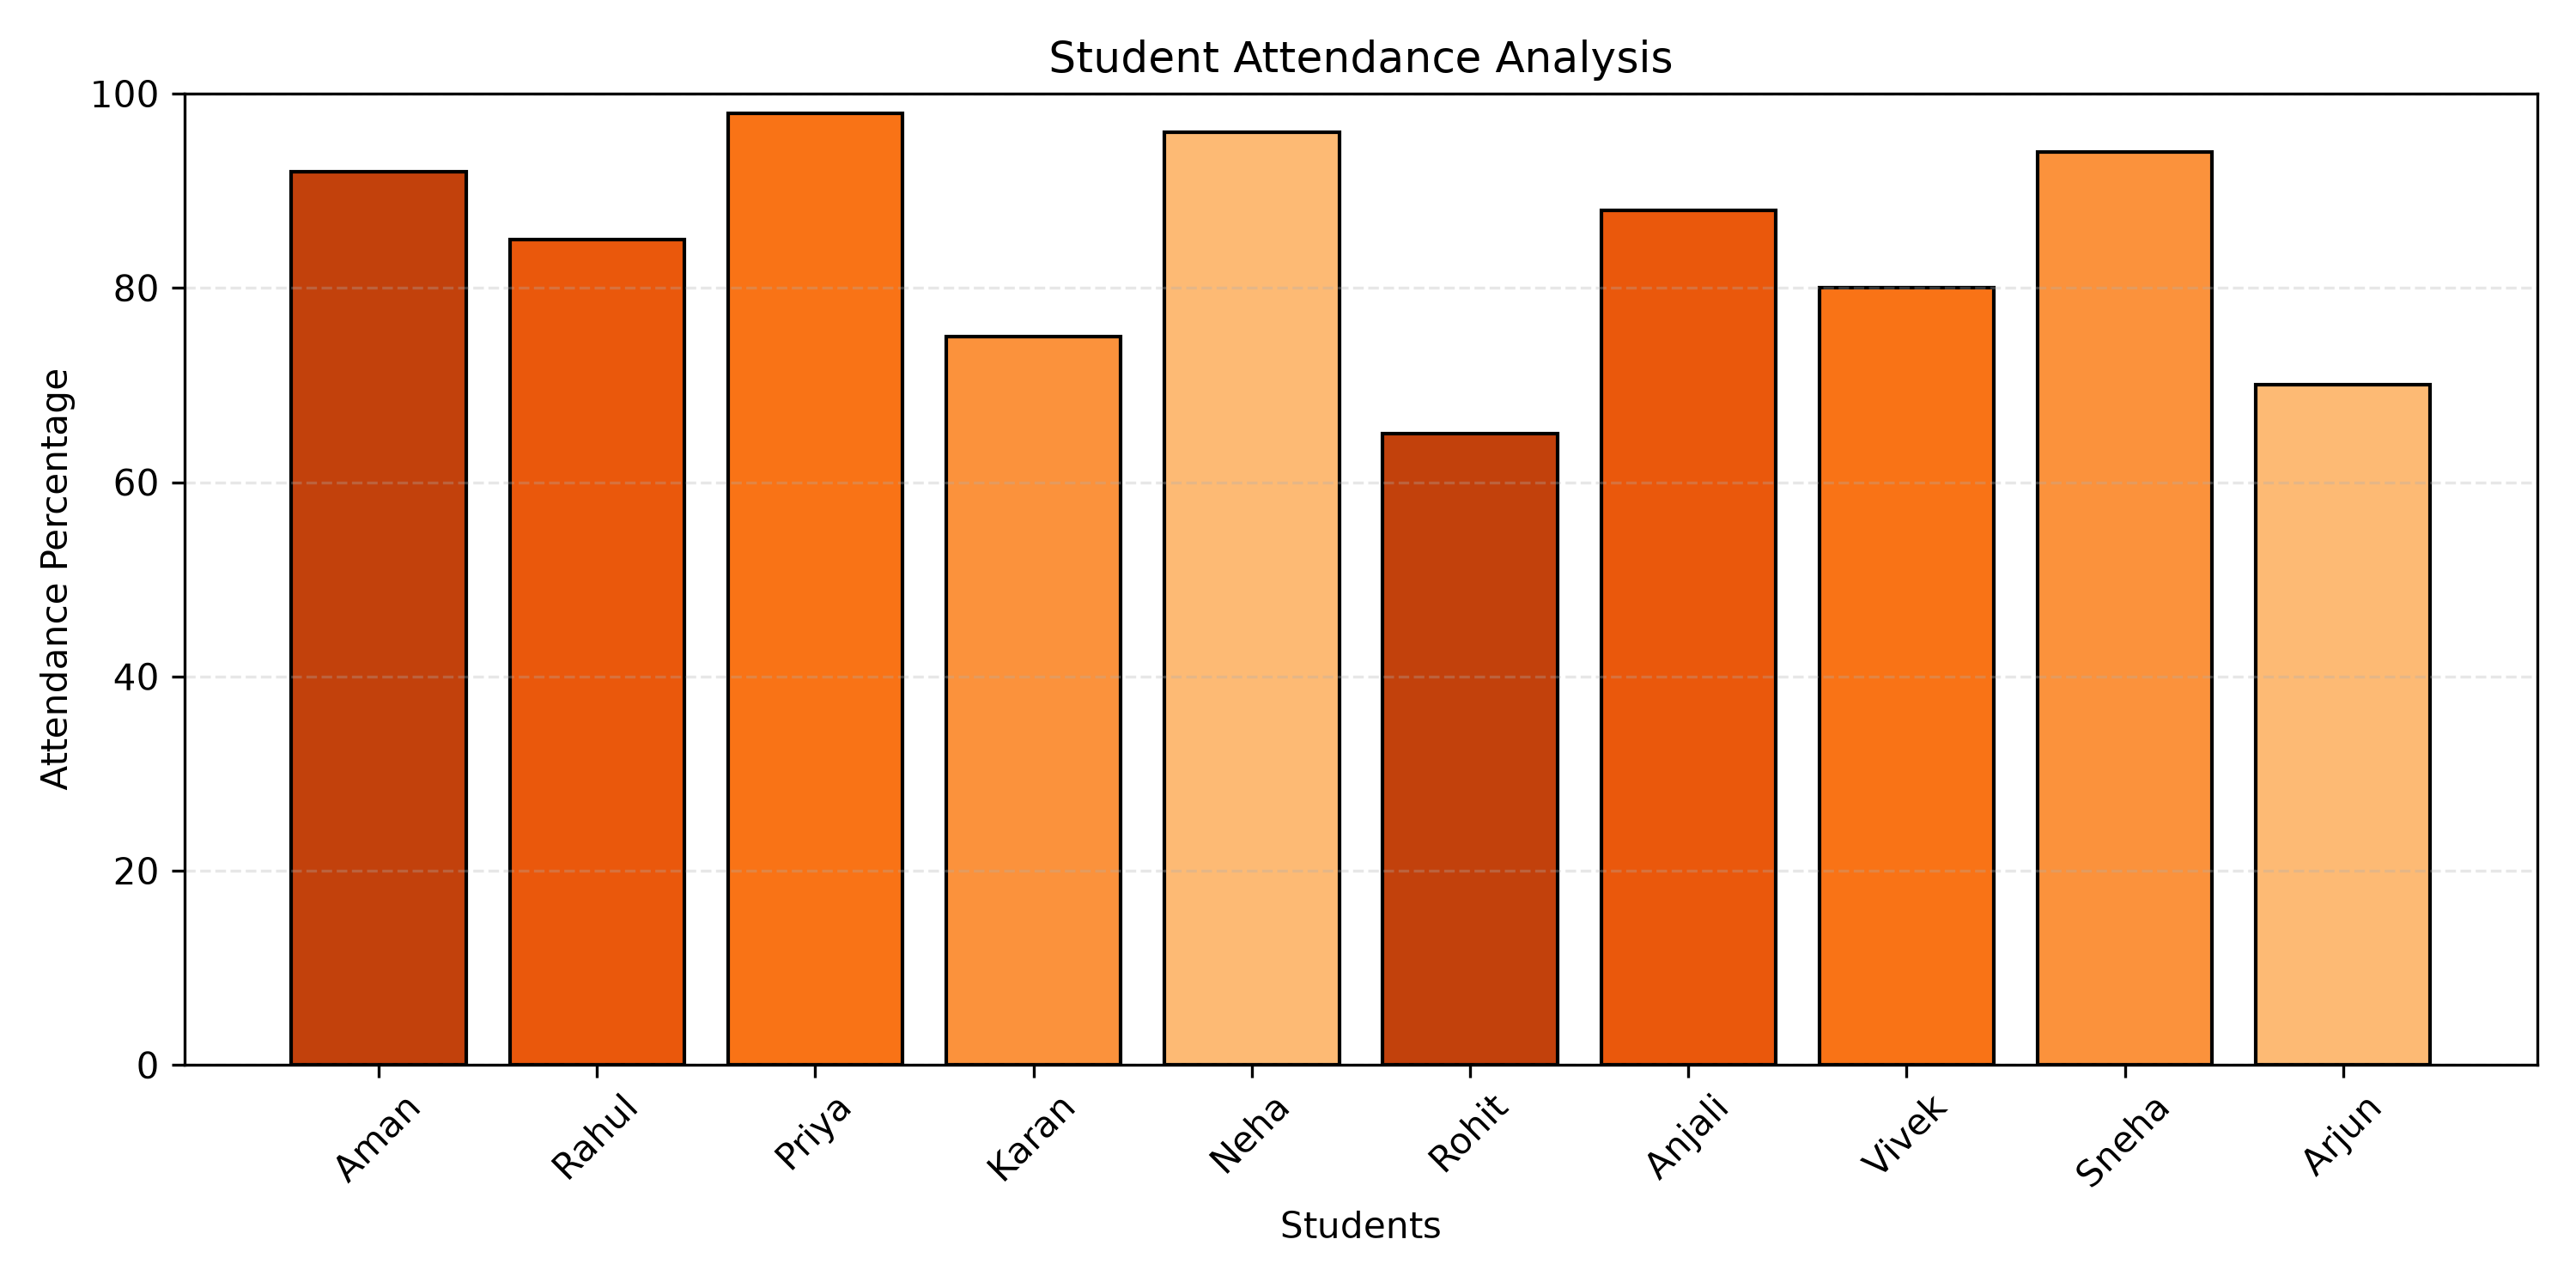 Student Attendance Analysis
100
80
60
40
20
0
Attendance Percentage
Aman
Rahul
Priya
Karan
Neha
Rohit
Anjali
Vivek
Sneha
Arjun
Students